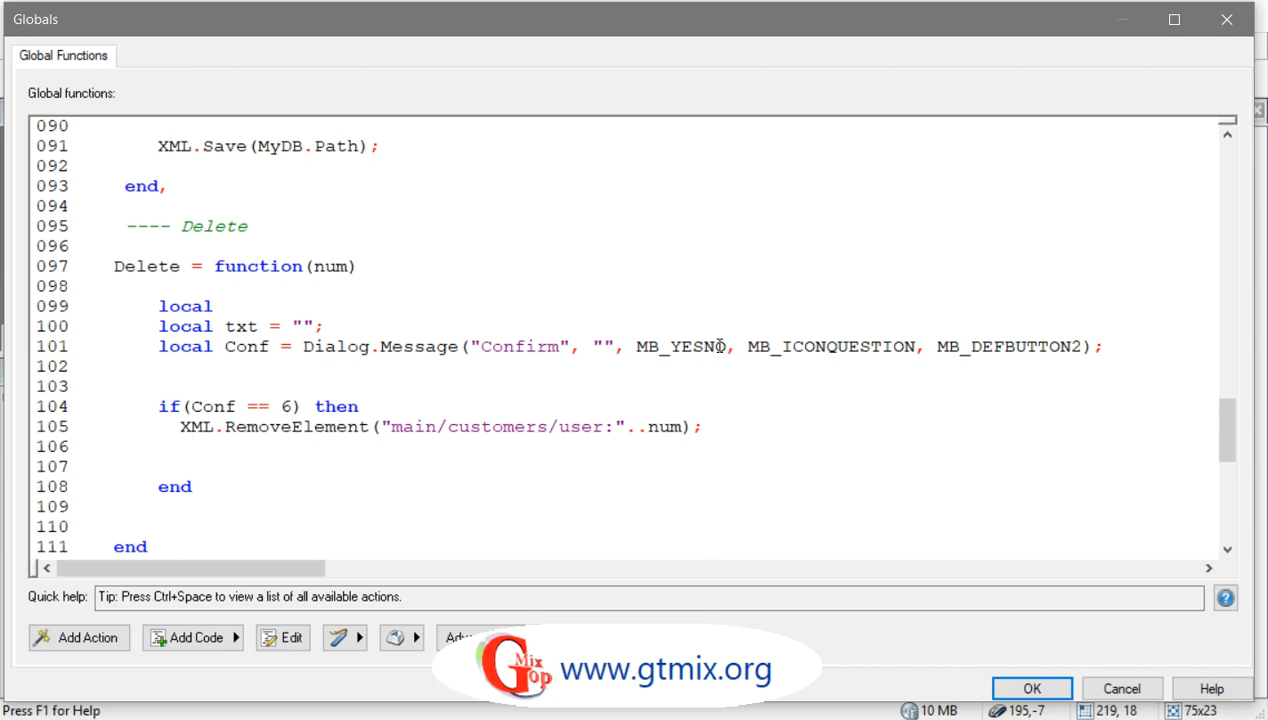 Globals
Global Functions
Global functions:
090
091 XML.Save(MyDB.Path);
092
093 end,
094
095 ---- Delete
096
097 Delete = function(num)
098
099 local
100 local txt = "";
101 local Conf = Dialog.Message("Confirm", "", MB_YESNO, MB_ICONQUESTION, MB_DEFBUTTON2);
102
103
104 if(Conf == 6) then
105 XML.RemoveElement("main/customers/user:"..num);
106
107
108 end
109
110
111 end
Quick help: Tip: Press Ctrl+Space to view a list of all available actions.
Add Action Add Code Edit
Mix
Gop www.gtmix.org
OK Cancel Help
Press F1 for Help 10 MB 195,-7 219, 18 75x23